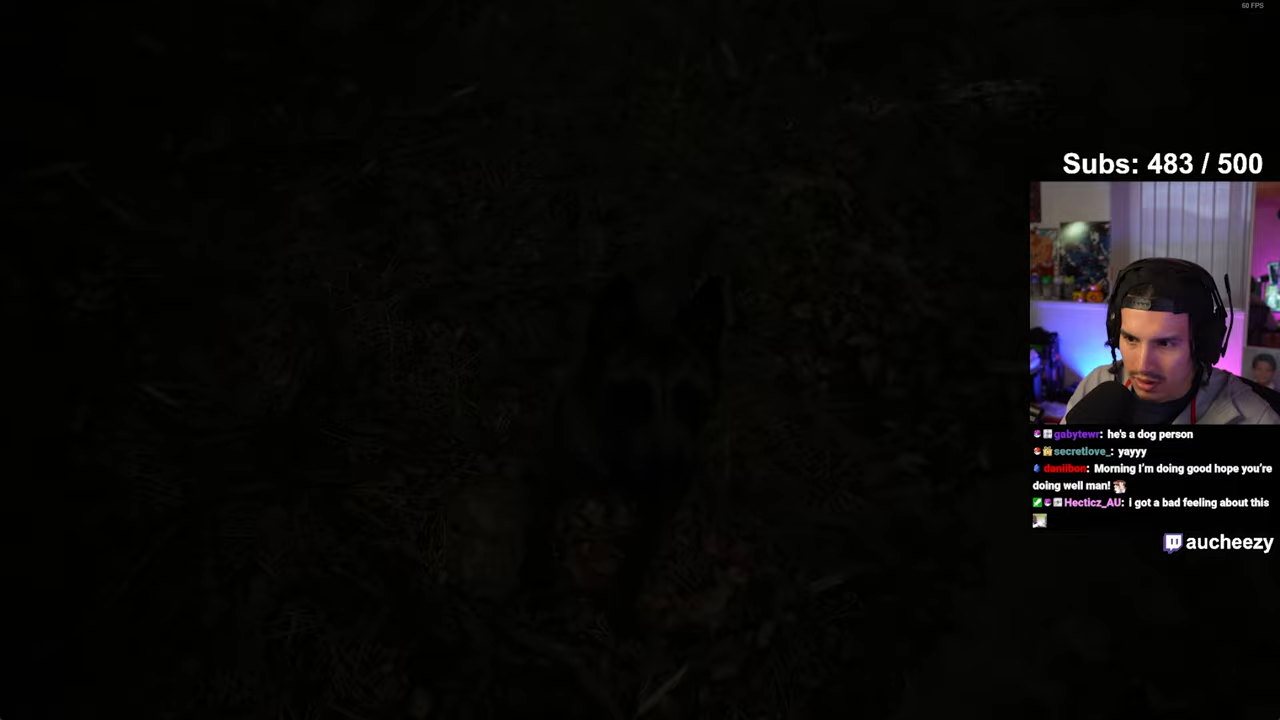 60 FPS
Subs: 483 / 500
gabytewr: he's a dog person
secretlove_: yayyy
daniibon: Morning I'm doing good hope you're
doing well man!
Hecticz_AU: i got a bad feeling about this
aucheezy